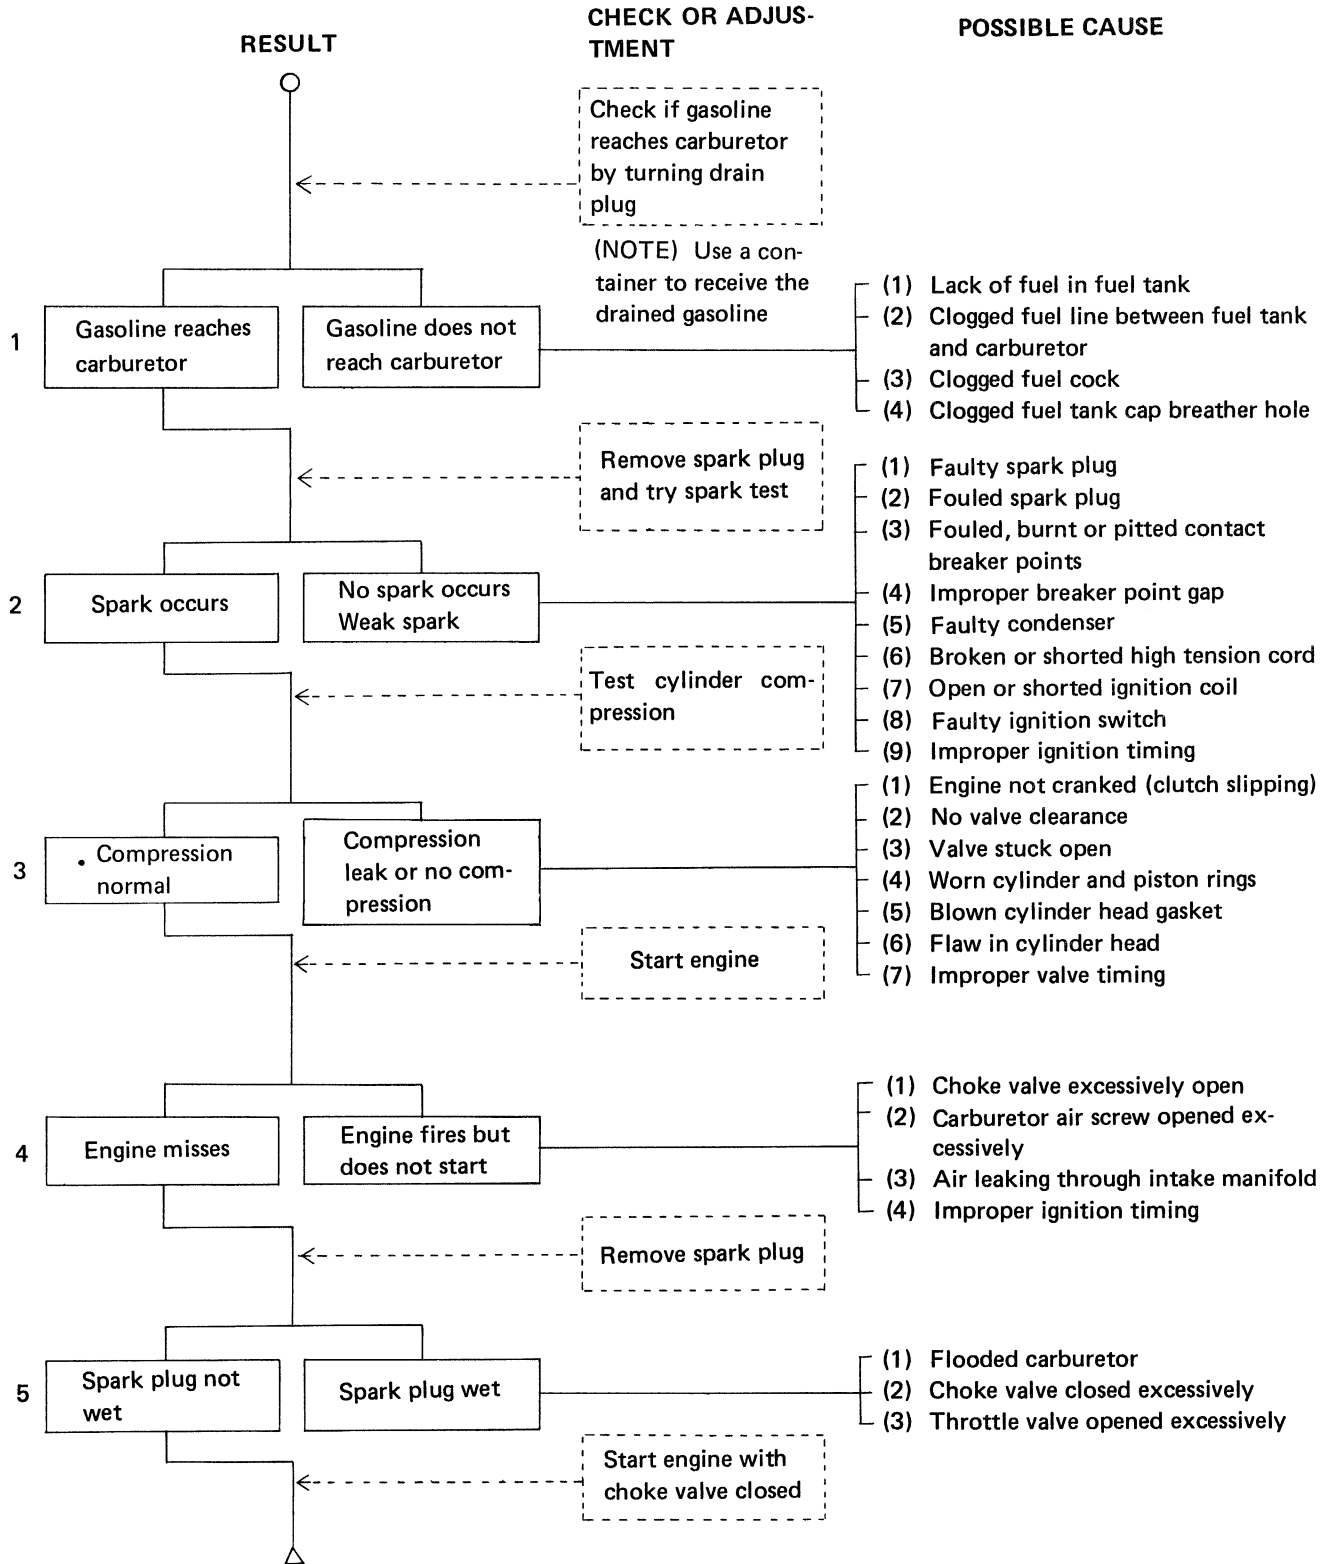 RESULT
CHECK OR ADJUS-
TMENT
POSSIBLE CAUSE
Check if gasoline
reaches carburetor
by turning drain
plug
(NOTE) Use a con-
tainer to receive the
drained gasoline
1
Gasoline reaches
carburetor
Gasoline does not
reach carburetor
(1) Lack of fuel in fuel tank
(2) Clogged fuel line between fuel tank
and carburetor
(3) Clogged fuel cock
(4) Clogged fuel tank cap breather hole
Remove spark plug
and try spark test
2
Spark occurs
No spark occurs
Weak spark
(1) Faulty spark plug
(2) Fouled spark plug
(3) Fouled, burnt or pitted contact
breaker points
(4) Improper breaker point gap
(5) Faulty condenser
(6) Broken or shorted high tension cord
(7) Open or shorted ignition coil
(8) Faulty ignition switch
(9) Improper ignition timing
Test cylinder com-
pression
3
Compression
normal
Compression
leak or no com-
pression
(1) Engine not cranked (clutch slipping)
(2) No valve clearance
(3) Valve stuck open
(4) Worn cylinder and piston rings
(5) Blown cylinder head gasket
(6) Flaw in cylinder head
(7) Improper valve timing
Start engine
4
Engine misses
Engine fires but
does not start
(1) Choke valve excessively open
(2) Carburetor air screw opened ex-
cessively
(3) Air leaking through intake manifold
(4) Improper ignition timing
Remove spark plug
5
Spark plug not
wet
Spark plug wet
(1) Flooded carburetor
(2) Choke valve closed excessively
(3) Throttle valve opened excessively
Start engine with
choke valve closed